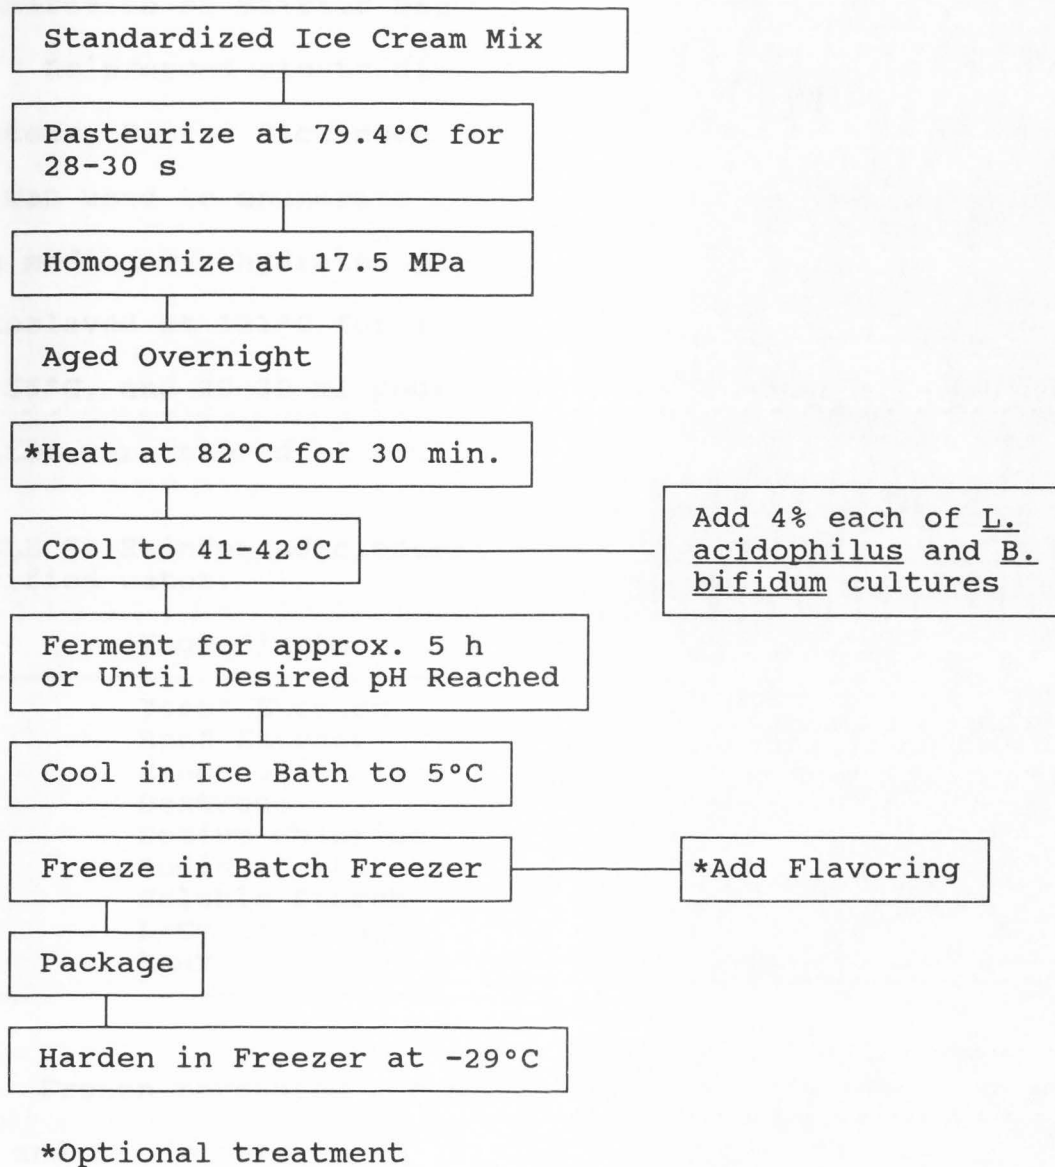 Standardized Ice Cream Mix
Pasteurize at 79.4°C for
28-30 s
Homogenize at 17.5 MPa
Aged Overnight
*Heat at 82°C for 30 min.
Cool to 41-42°C
Add 4% each of L.
acidophilus and B.
bifidum cultures
Ferment for approx. 5 h
or Until Desired pH Reached
Cool in Ice Bath to 5°C
Freeze in Batch Freezer
*Add Flavoring
Package
Harden in Freezer at -29°C
*Optional treatment